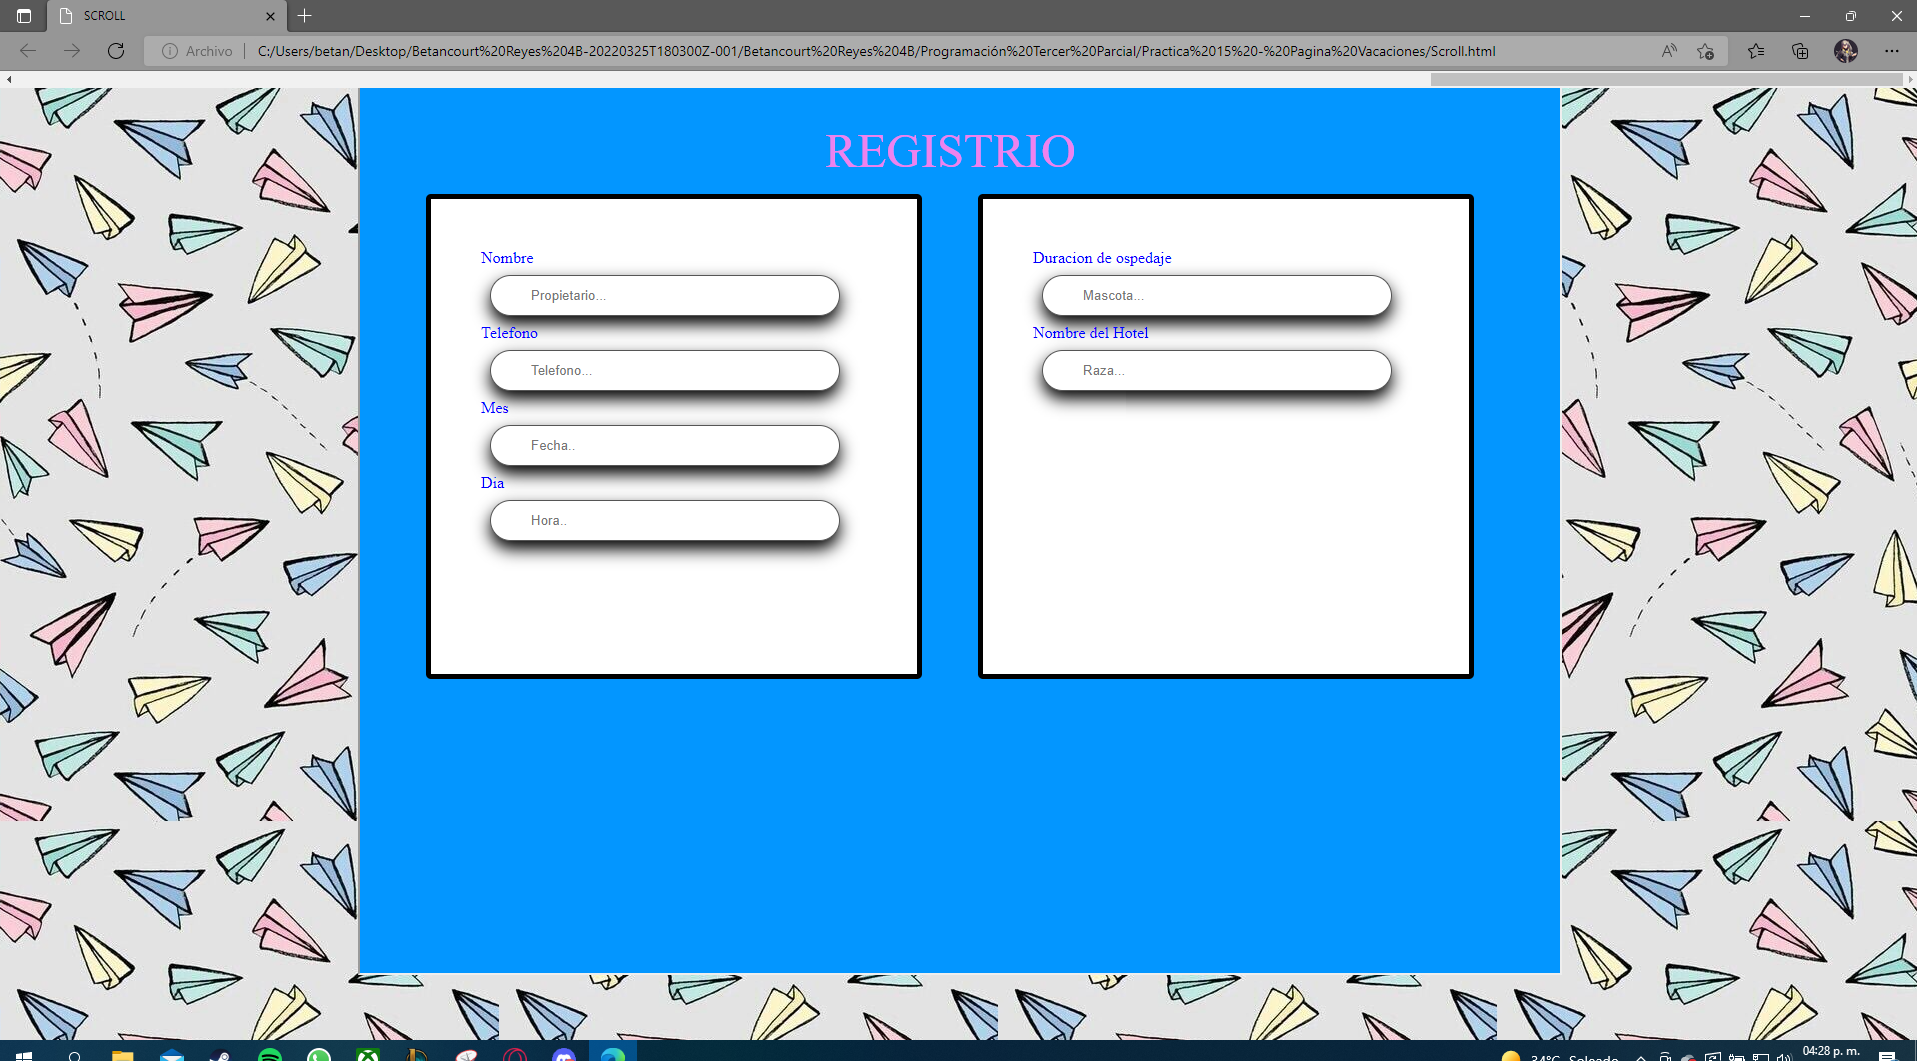 SCROLL
Archivo
C:/Users/betan/Desktop/Betancourt%20Reyes%204B-20220325T180300Z-001/Betancourt%20Reyes%204B/Programación%20Tercer%20Parcial/Practica%2015%20-%20Pagina%20Vacaciones/Scroll.html
REGISTRIO
Nombre
Propietario...
Telefono
Telefono...
Mes
Fecha..
Dia
Hora..
Duracion de ospedaje
Mascota...
Nombre del Hotel
Raza...
34°C Soleado
04:28 p. m.